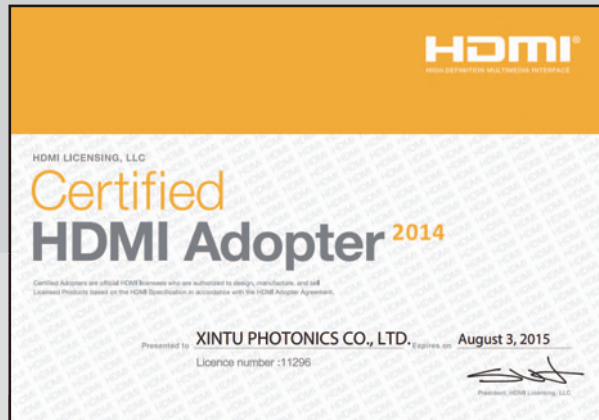 HDMI®
HIGH-DEFINITION MULTIMEDIA INTERFACE
HDMI LICENSING, LLC
Certified
HDMI Adopter 2014
Certified Adopters are official HDMI licensees who are authorized to design, manufacture, and sell
Licensed Products based on the HDMI Specification in accordance with the HDMI Adopter Agreement.
Presented to XINTU PHOTONICS CO., LTD. Expires on August 3, 2015
Licence number :11296
President, HDMI Licensing, LLC